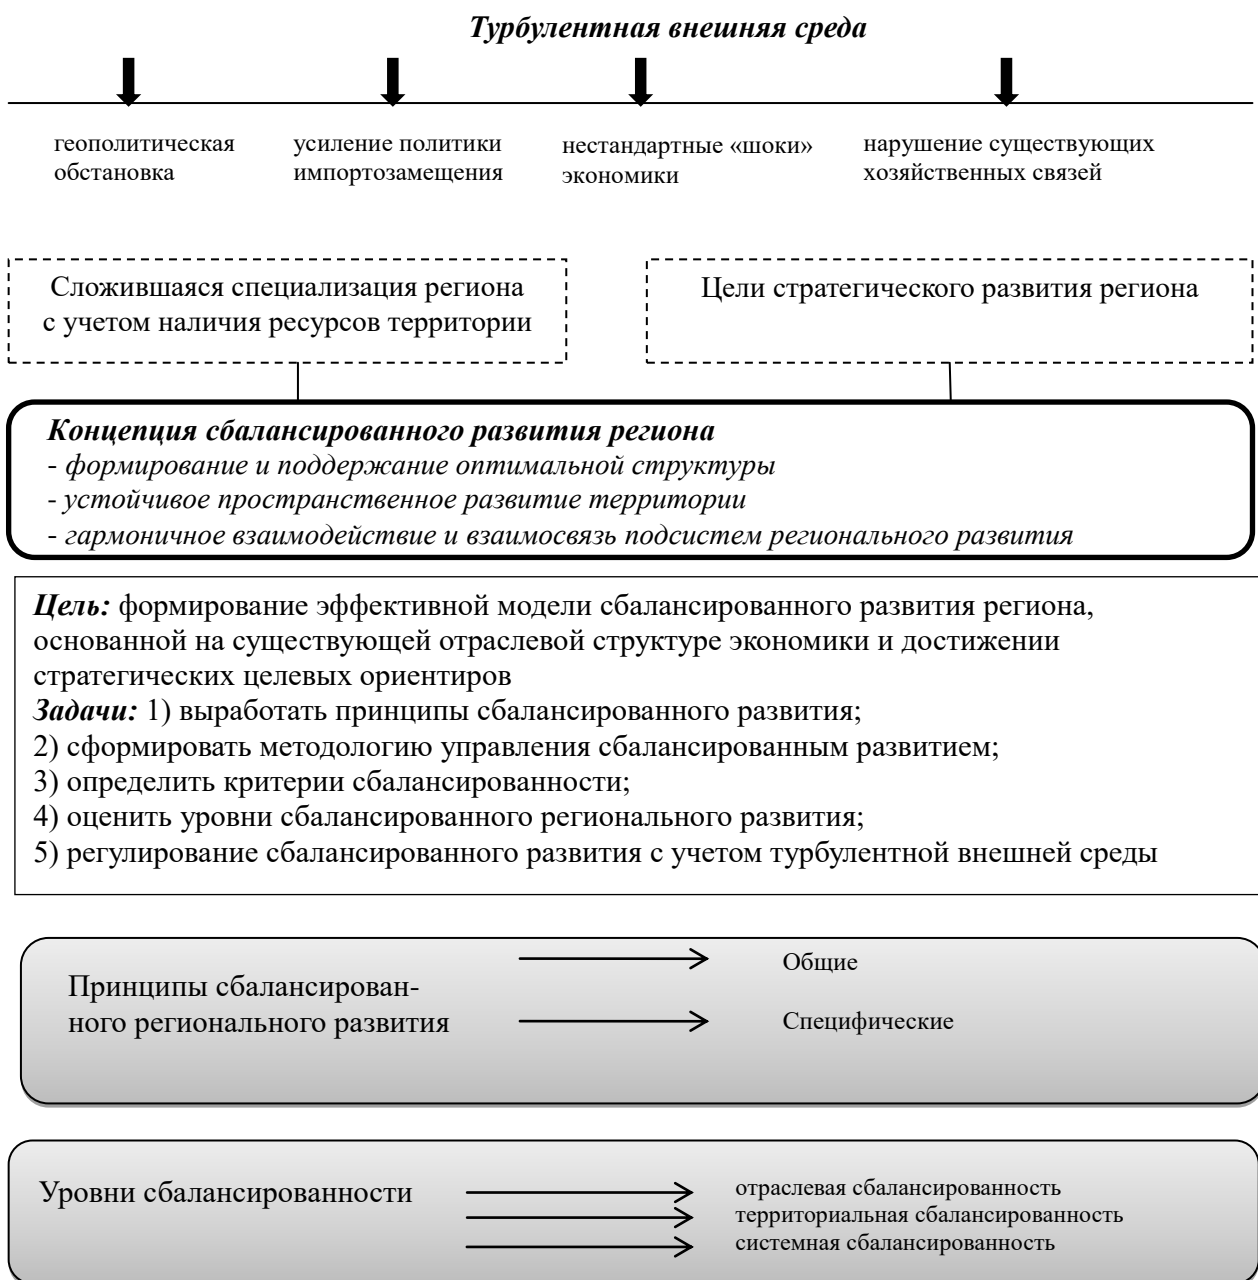 Турбулентная внешняя среда
геополитическая обстановка
усиление политики импортозамещения
нестандартные «шоки» экономики
нарушение существующих хозяйственных связей
Сложившаяся специализация региона
с учетом наличия ресурсов территории
Цели стратегического развития региона
Концепция сбалансированного развития региона
- формирование и поддержание оптимальной структуры
- устойчивое пространственное развитие территории
- гармоничное взаимодействие и взаимосвязь подсистем регионального развития
Цель: формирование эффективной модели сбалансированного развития региона,
основанной на существующей отраслевой структуре экономики и достижении
стратегических целевых ориентиров
Задачи: 1) выработать принципы сбалансированного развития;
2) сформировать методологию управления сбалансированным развитием;
3) определить критерии сбалансированности;
4) оценить уровни сбалансированного регионального развития;
5) регулирование сбалансированного развития с учетом турбулентной внешней среды
Принципы сбалансирован-
ного регионального развития
Общие
Специфические
Уровни сбалансированности
отраслевая сбалансированность
территориальная сбалансированность
системная сбалансированность